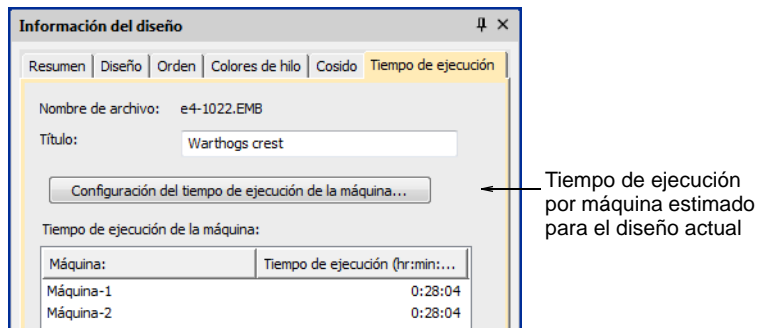 Información del diseño
Resumen Diseño Orden Colores de hilo Cosido Tiempo de ejecución
Nombre de archivo: e4-1022.EMB
Título: Warthogs crest
Configuración del tiempo de ejecución de la máquina...
Tiempo de ejecución de la máquina:
Máquina: Tiempo de ejecución (hr:min:...
Máquina-1 0:28:04
Máquina-2 0:28:04
Tiempo de ejecución
por máquina estimado
para el diseño actual